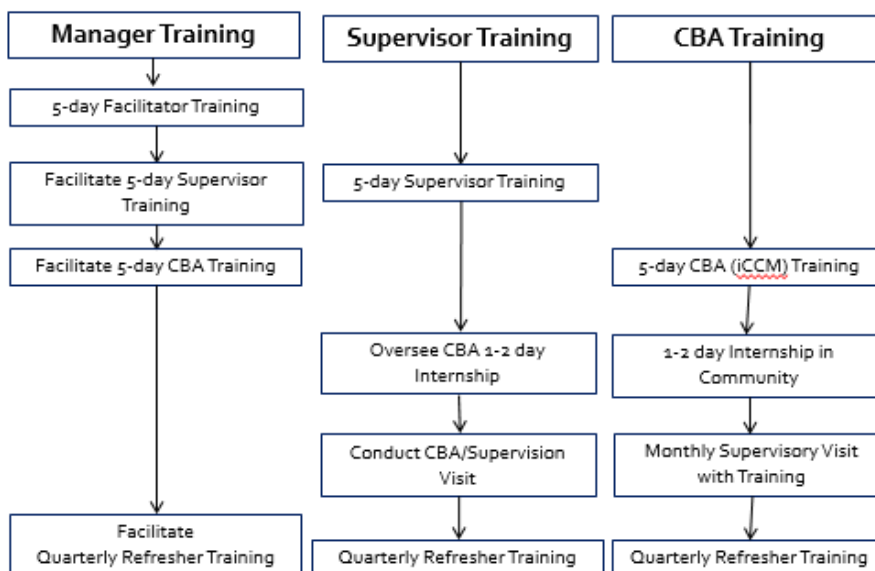 Manager Training
5-day Facilitator Training
Facilitate 5-day Supervisor
Training
Facilitate 5-day CBA Training
Facilitate
Quarterly Refresher Training
Supervisor Training
5-day Supervisor Training
Oversee CBA 1-2 day
Internship
Conduct CBA/Supervision
Visit
Quarterly Refresher Training
CBA Training
5-day CBA (iCCM) Training
1-2 day Internship in
Community
Monthly Supervisory Visit
with Training
Quarterly Refresher Training